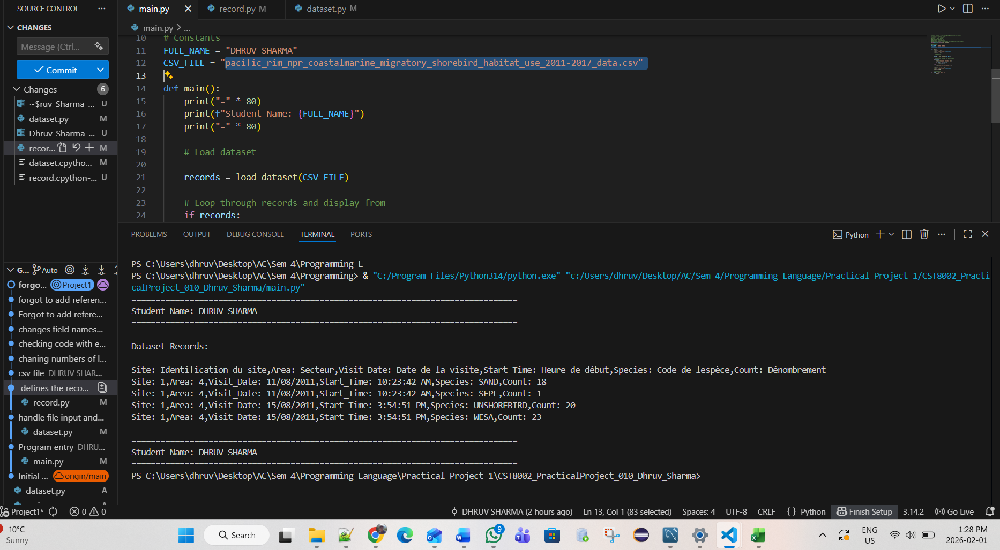 SOURCE CONTROL
CHANGES
Message (Ctrl...
Commit
Changes 6
~$ruv_Sharma_... U
dataset.py M
Dhruv_Sharma_... U
recor... M
dataset.cpytho... M
record.cpython-... U
G... Auto
forgo... Project1
forgot to add referen...
Forgot to add refere...
changes field names...
checking code with e...
chaning numbers of l...
csv file DHRUV SHAR...
defines the reco...
record.py M
handle file input and...
dataset.py M
Program entry DHRU...
main.py M
Initial ... origin/main
dataset.py A
main.py record.py M dataset.py M
main.py > ...
10 # Constants
11 FULL_NAME = "DHRUV SHARMA"
12 CSV_FILE = "pacific_rim_npr_coastalmarine_migratory_shorebird_habitat_use_2011-2017_data.csv"
13
14 def main():
15 print("=" * 80)
16 print(f"Student Name: {FULL_NAME}")
17 print("=" * 80)
18
19 # Load dataset
20
21 records = load_dataset(CSV_FILE)
22
23 # Loop through records and display from
24 if records:
PROBLEMS OUTPUT DEBUG CONSOLE TERMINAL PORTS Python
PS C:\Users\dhruv\Desktop\AC\Sem 4\Programming L
PS C:\Users\dhruv\Desktop\AC\Sem 4\Programming> & "C:/Program Files/Python314/python.exe" "c:/Users/dhruv/Desktop/AC/Sem 4/Programming Language/Practical Project 1/CST8002_Practi
calProject_010_Dhruv_Sharma/main.py"
================================================================================
Student Name: DHRUV SHARMA
================================================================================
Dataset Records:
Site: Identification du site,Area: Secteur,Visit_Date: Date de la visite,Start_Time: Heure de début,Species: Code de lespèce,Count: Dénombrement
Site: 1,Area: 4,Visit_Date: 11/08/2011,Start_Time: 10:23:42 AM,Species: SAND,Count: 18
Site: 1,Area: 4,Visit_Date: 11/08/2011,Start_Time: 10:23:42 AM,Species: SEPL,Count: 1
Site: 1,Area: 4,Visit_Date: 15/08/2011,Start_Time: 3:54:51 PM,Species: UNSHOREBIRD,Count: 20
Site: 1,Area: 4,Visit_Date: 15/08/2011,Start_Time: 3:54:51 PM,Species: WESA,Count: 23
================================================================================
Student Name: DHRUV SHARMA
================================================================================
PS C:\Users\dhruv\Desktop\AC\Sem 4\Programming Language\Practical Project 1\CST8002_PracticalProject_010_Dhruv_Sharma>
Project1* 0 0 DHRUV SHARMA (2 hours ago) Ln 13, Col 1 (83 selected) Spaces: 4 UTF-8 CRLF { } Python Finish Setup 3.14.2 Go Live
-10°C
Sunny
Search
9
ENG
US
1:28 PM
2026-02-01